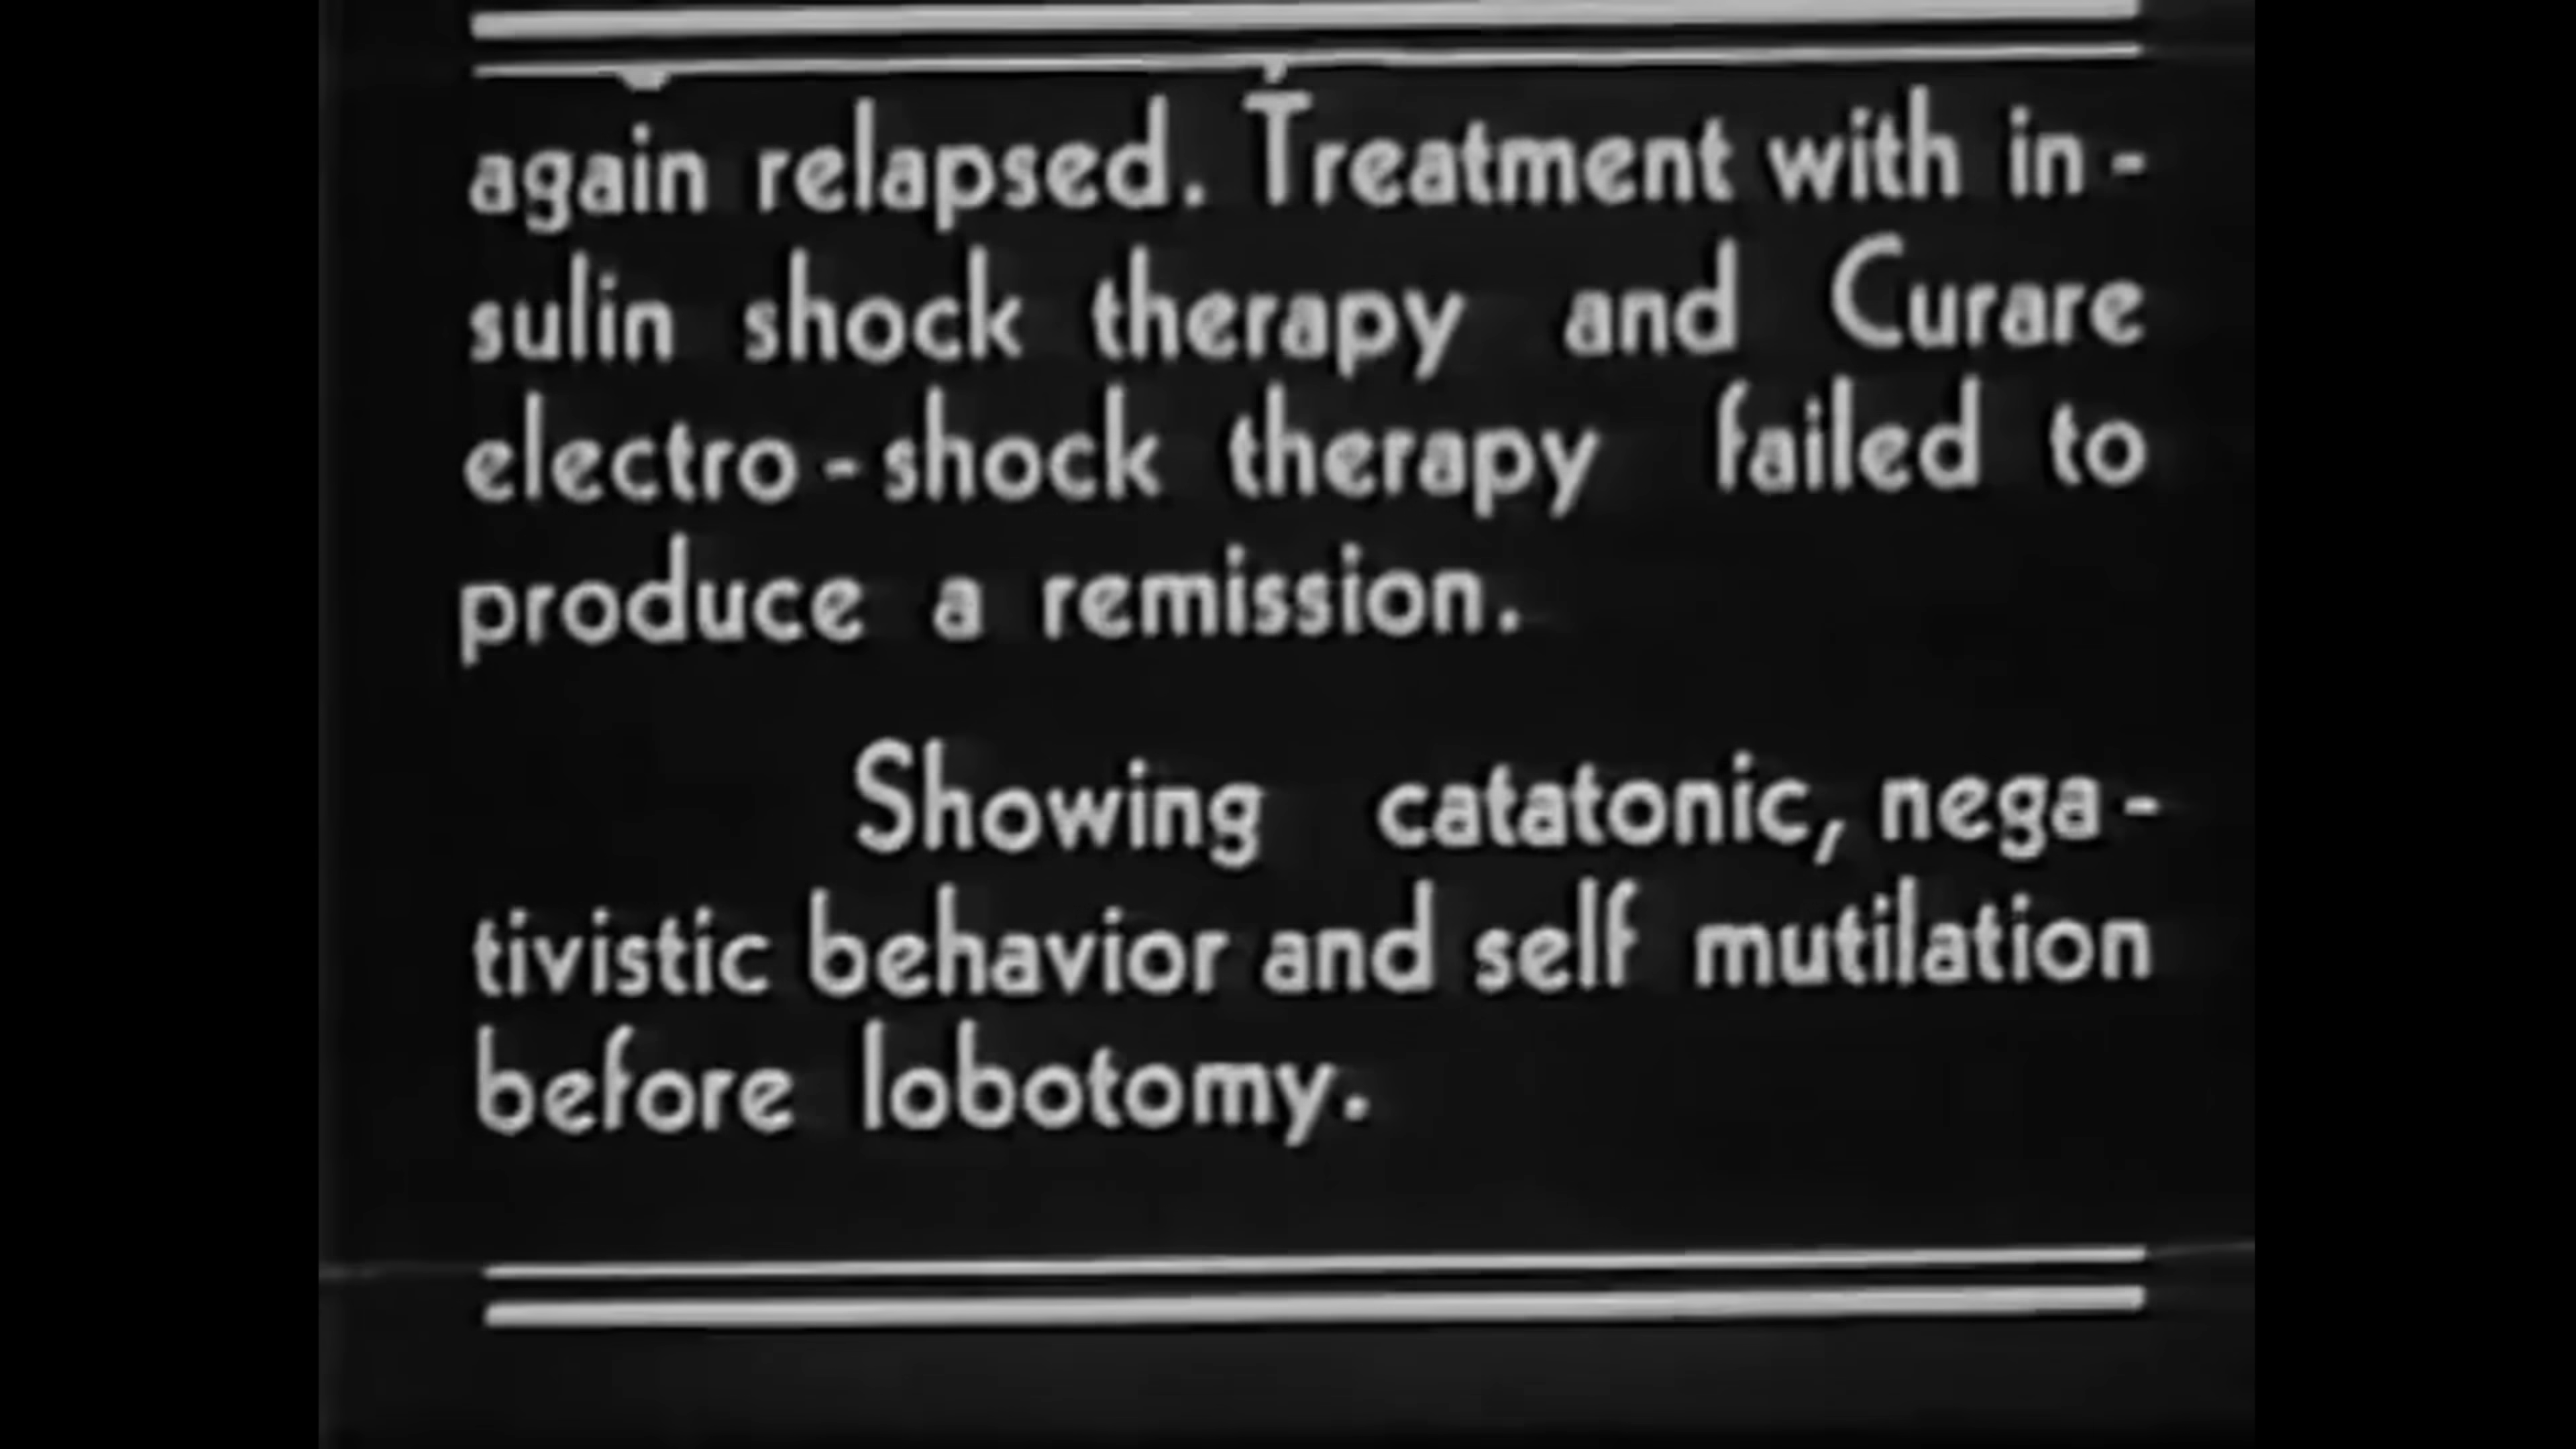 again relapsed. Treatment with in-
sulin shock therapy and Curare
electro-shock therapy failed to
produce a remission.
Showing catatonic, nega-
tivistic behavior and self mutilation
before lobotomy.